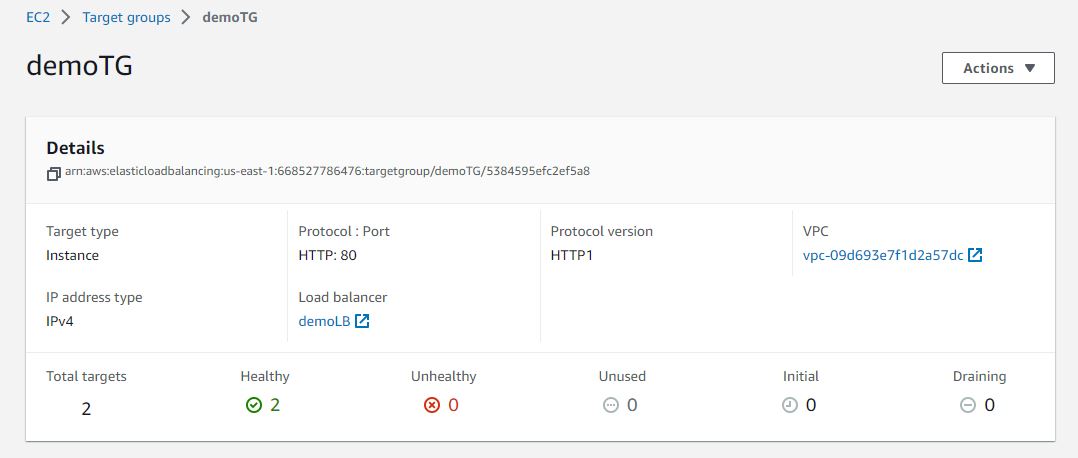 EC2 > Target groups > demoTG
demoTG
Actions
Details
arn:aws:elasticloadbalancing:us-east-1:668527786476:targetgroup/demoTG/5384595efc2ef5a8
Target type
Instance
Protocol : Port
HTTP: 80
Protocol version
HTTP1
VPC
vpc-09d693e7f1d2a57dc
IP address type
IPv4
Load balancer
demoLB
Total targets
2
Healthy
2
Unhealthy
0
Unused
0
Initial
0
Draining
0